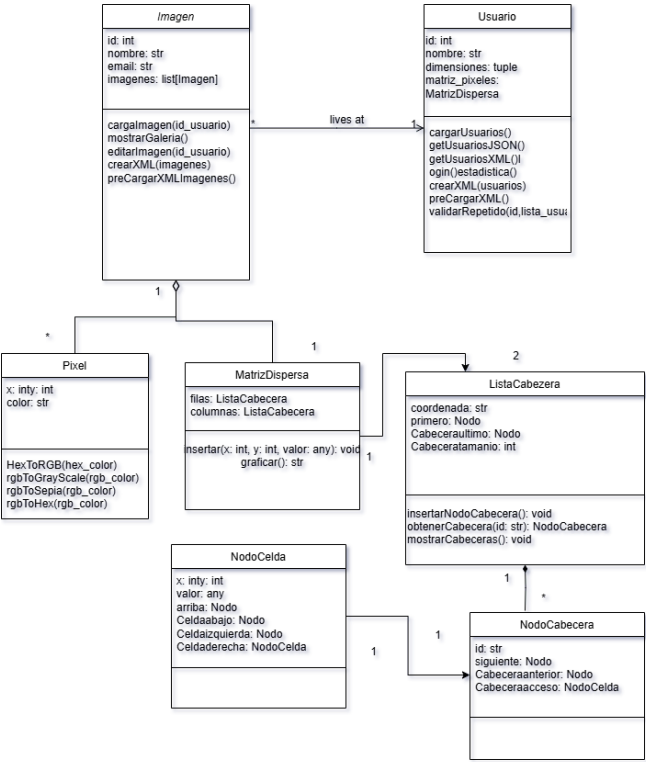 Imagen
id: int
nombre: str
email: str
imagenes: list[Imagen]
cargaImagen(id_usuario)
mostrarGaleria()
editarImagen(id_usuario)
crearXML(imagenes)
preCargarXMLImagenes()
*
lives at
1
Usuario
id: int
nombre: str
dimensiones: tuple
matriz_pixeles:
MatrizDispersa
cargarUsuarios()
getUsuariosJSON()
getUsuariosXML()l
ogin()estadistica()
crearXML(usuarios)
preCargarXML()
validarRepetido(id,lista_usua
1
*
1
Pixel
x: inty: int
color: str
HexToRGB(hex_color)
rgbToGrayScale(rgb_color)
rgbToSepia(rgb_color)
rgbToHex(rgb_color)
MatrizDispersa
filas: ListaCabecera
columnas: ListaCabecera
insertar(x: int, y: int, valor: any): void
graficar(): str
1
2
ListaCabezera
coordenada: str
primero: Nodo
Cabeceraultimo: Nodo
Cabeceratamanio: int
insertarNodoCabecera(): void
obtenerCabecera(id: str): NodoCabecera
mostrarCabeceras(): void
1
*
NodoCelda
x: inty: int
valor: any
arriba: Nodo
Celdaabajo: Nodo
Celdaizquierda: Nodo
Celdaderecha: NodoCelda
1
1
NodoCabecera
id: str
siguiente: Nodo
Cabeceraanterior: Nodo
Cabeceraacceso: NodoCelda